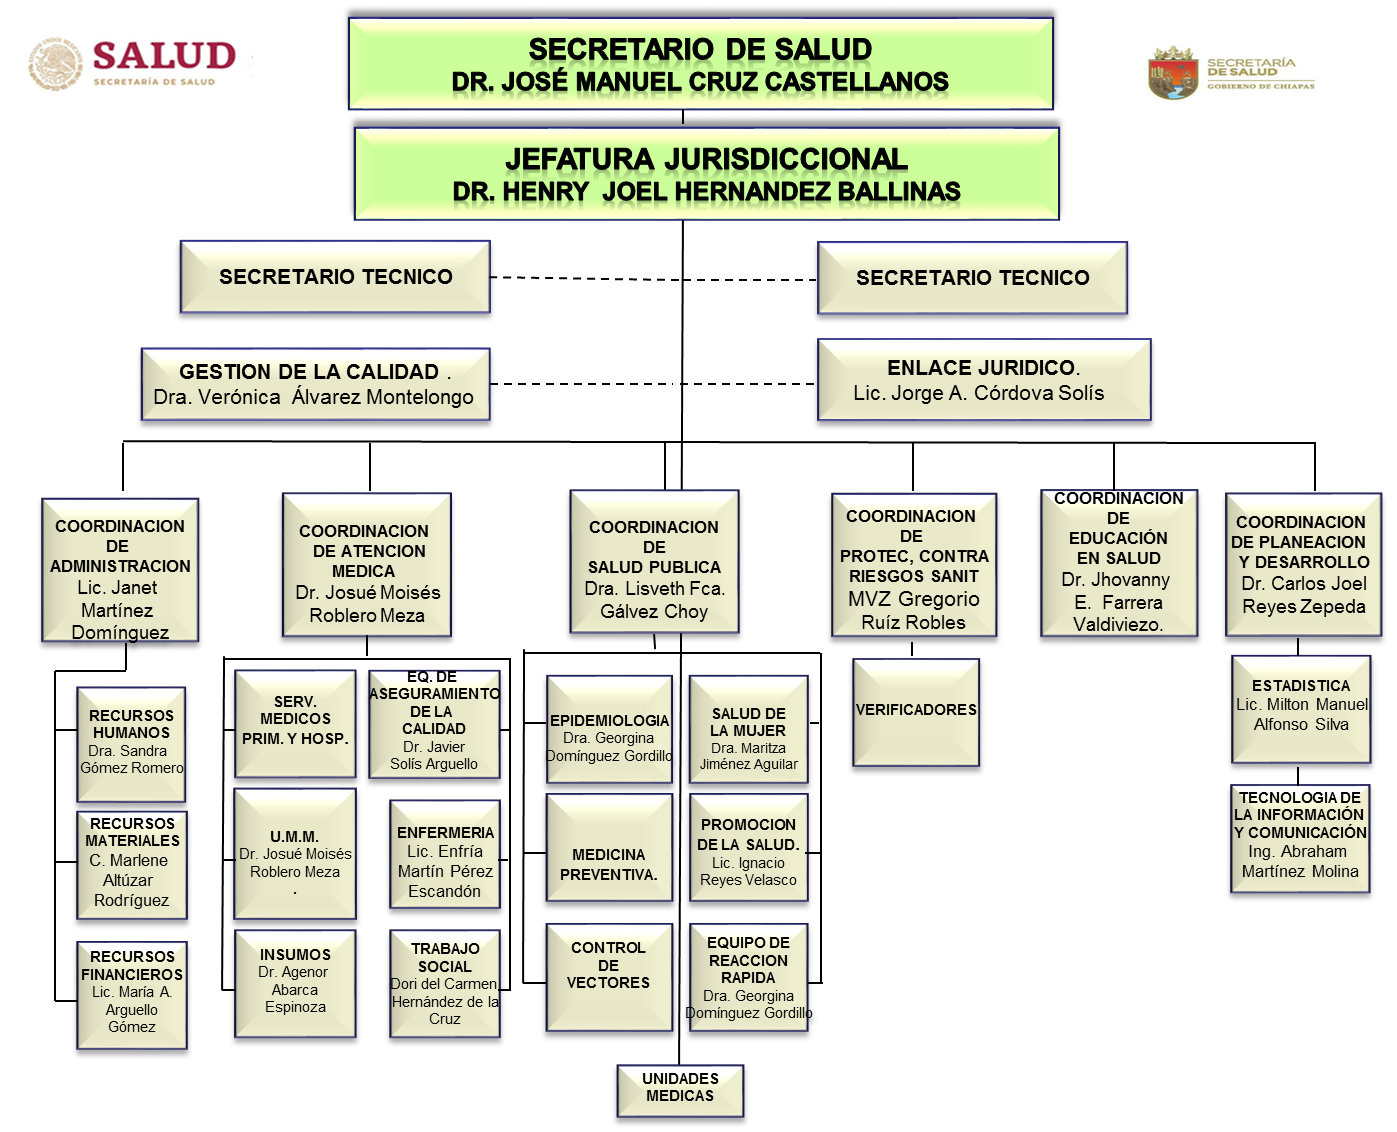 SALUD
SECRETARÍA DE SALUD
SECRETARIO DE SALUD
DR. JOSÉ MANUEL CRUZ CASTELLANOS
SECRETARÍA
DE SALUD
GOBIERNO DE CHIAPAS
JEFATURA JURISDICCIONAL
DR. HENRY JOEL HERNANDEZ BALLINAS
SECRETARIO TECNICO
SECRETARIO TECNICO
GESTION DE LA CALIDAD .
Dra. Verónica Álvarez Montelongo
ENLACE JURIDICO.
Lic. Jorge A. Córdova Solís
COORDINACION
DE
ADMINISTRACION
Lic. Janet
Martínez
Domínguez
COORDINACION
DE ATENCION
MEDICA
Dr. Josué Moisés
Roblero Meza
COORDINACION
DE
SALUD PUBLICA
Dra. Lisveth Fca.
Gálvez Choy
COORDINACION
DE
PROTEC, CONTRA
RIESGOS SANIT
MVZ Gregorio
Ruíz Robles
COORDINACION
DE
EDUCACIÓN
EN SALUD
Dr. Jhovanny
E. Farrera
Valdiviezo.
COORDINACION
DE PLANEACION
Y DESARROLLO
Dr. Carlos Joel
Reyes Zepeda
RECURSOS
HUMANOS
Dra. Sandra
Gómez Romero
RECURSOS
MATERIALES
C. Marlene
Altúzar
Rodríguez
RECURSOS
FINANCIEROS
Lic. María A.
Arguello
Gómez
SERV.
MEDICOS
PRIM. Y HOSP.
EQ. DE
ASEGURAMIENTO
DE LA
CALIDAD
Dr. Javier
Solís Arguello
U.M.M.
Dr. Josué Moisés
Roblero Meza
.
ENFERMERIA
Lic. Enfría
Martín Pérez
Escandón
INSUMOS
Dr. Agenor
Abarca
Espinoza
TRABAJO
SOCIAL
Dori del Carmen
Hernández de la
Cruz
EPIDEMIOLOGIA
Dra. Georgina
Domínguez Gordillo
SALUD DE
LA MUJER
Dra. Maritza
Jiménez Aguilar
MEDICINA
PREVENTIVA.
PROMOCION
DE LA SALUD.
Lic. Ignacio
Reyes Velasco
CONTROL
DE
VECTORES
EQUIPO DE
REACCION
RAPIDA
Dra. Georgina
Domínguez Gordillo
UNIDADES
MEDICAS
VERIFICADORES
ESTADISTICA
Lic. Milton Manuel
Alfonso Silva
TECNOLOGIA DE
LA INFORMACIÓN
Y COMUNICACIÓN
Ing. Abraham
Martínez Molina